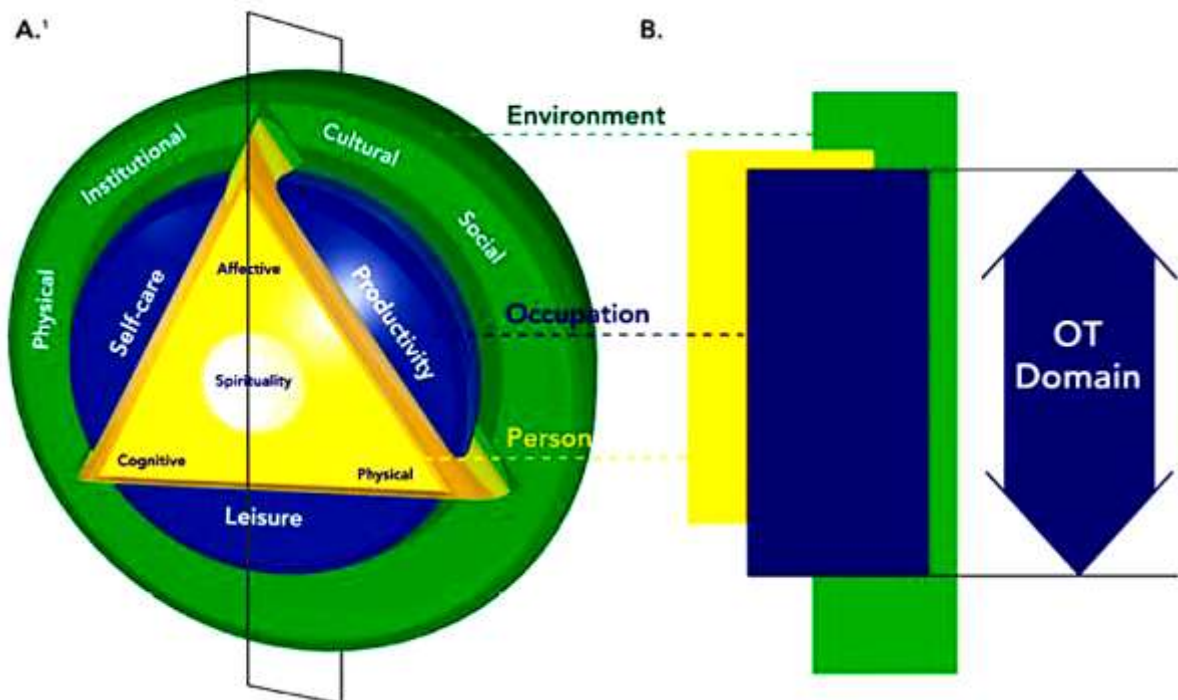 A.¹
B.
Environment
Occupation
Person
Institutional
Cultural
Physical
Social
Self-care
Affective
Productivity
Spirituality
Cognitive
Physical
Leisure
OT
Domain